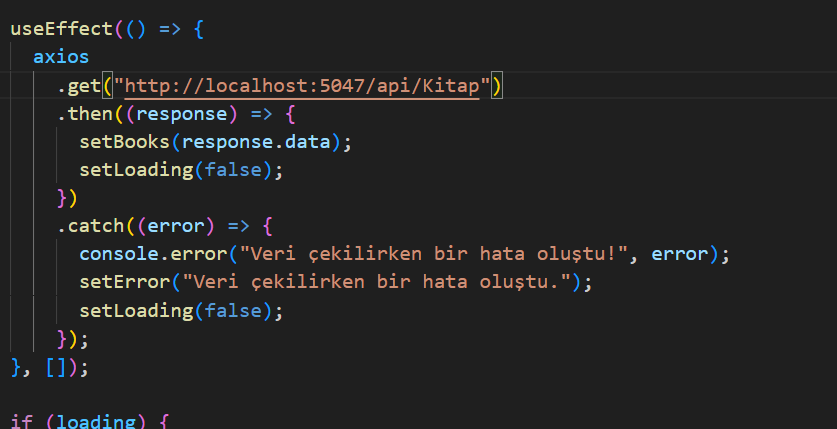 useEffect(() => {
axios
.get("http://localhost:5047/api/Kitap")
.then((response) => {
setBooks(response.data);
setLoading(false);
})
.catch((error) => {
console.error("Veri çekilirken bir hata oluştu!", error);
setError("Veri çekilirken bir hata oluştu.");
setLoading(false);
});
}, []);
if (loading) {